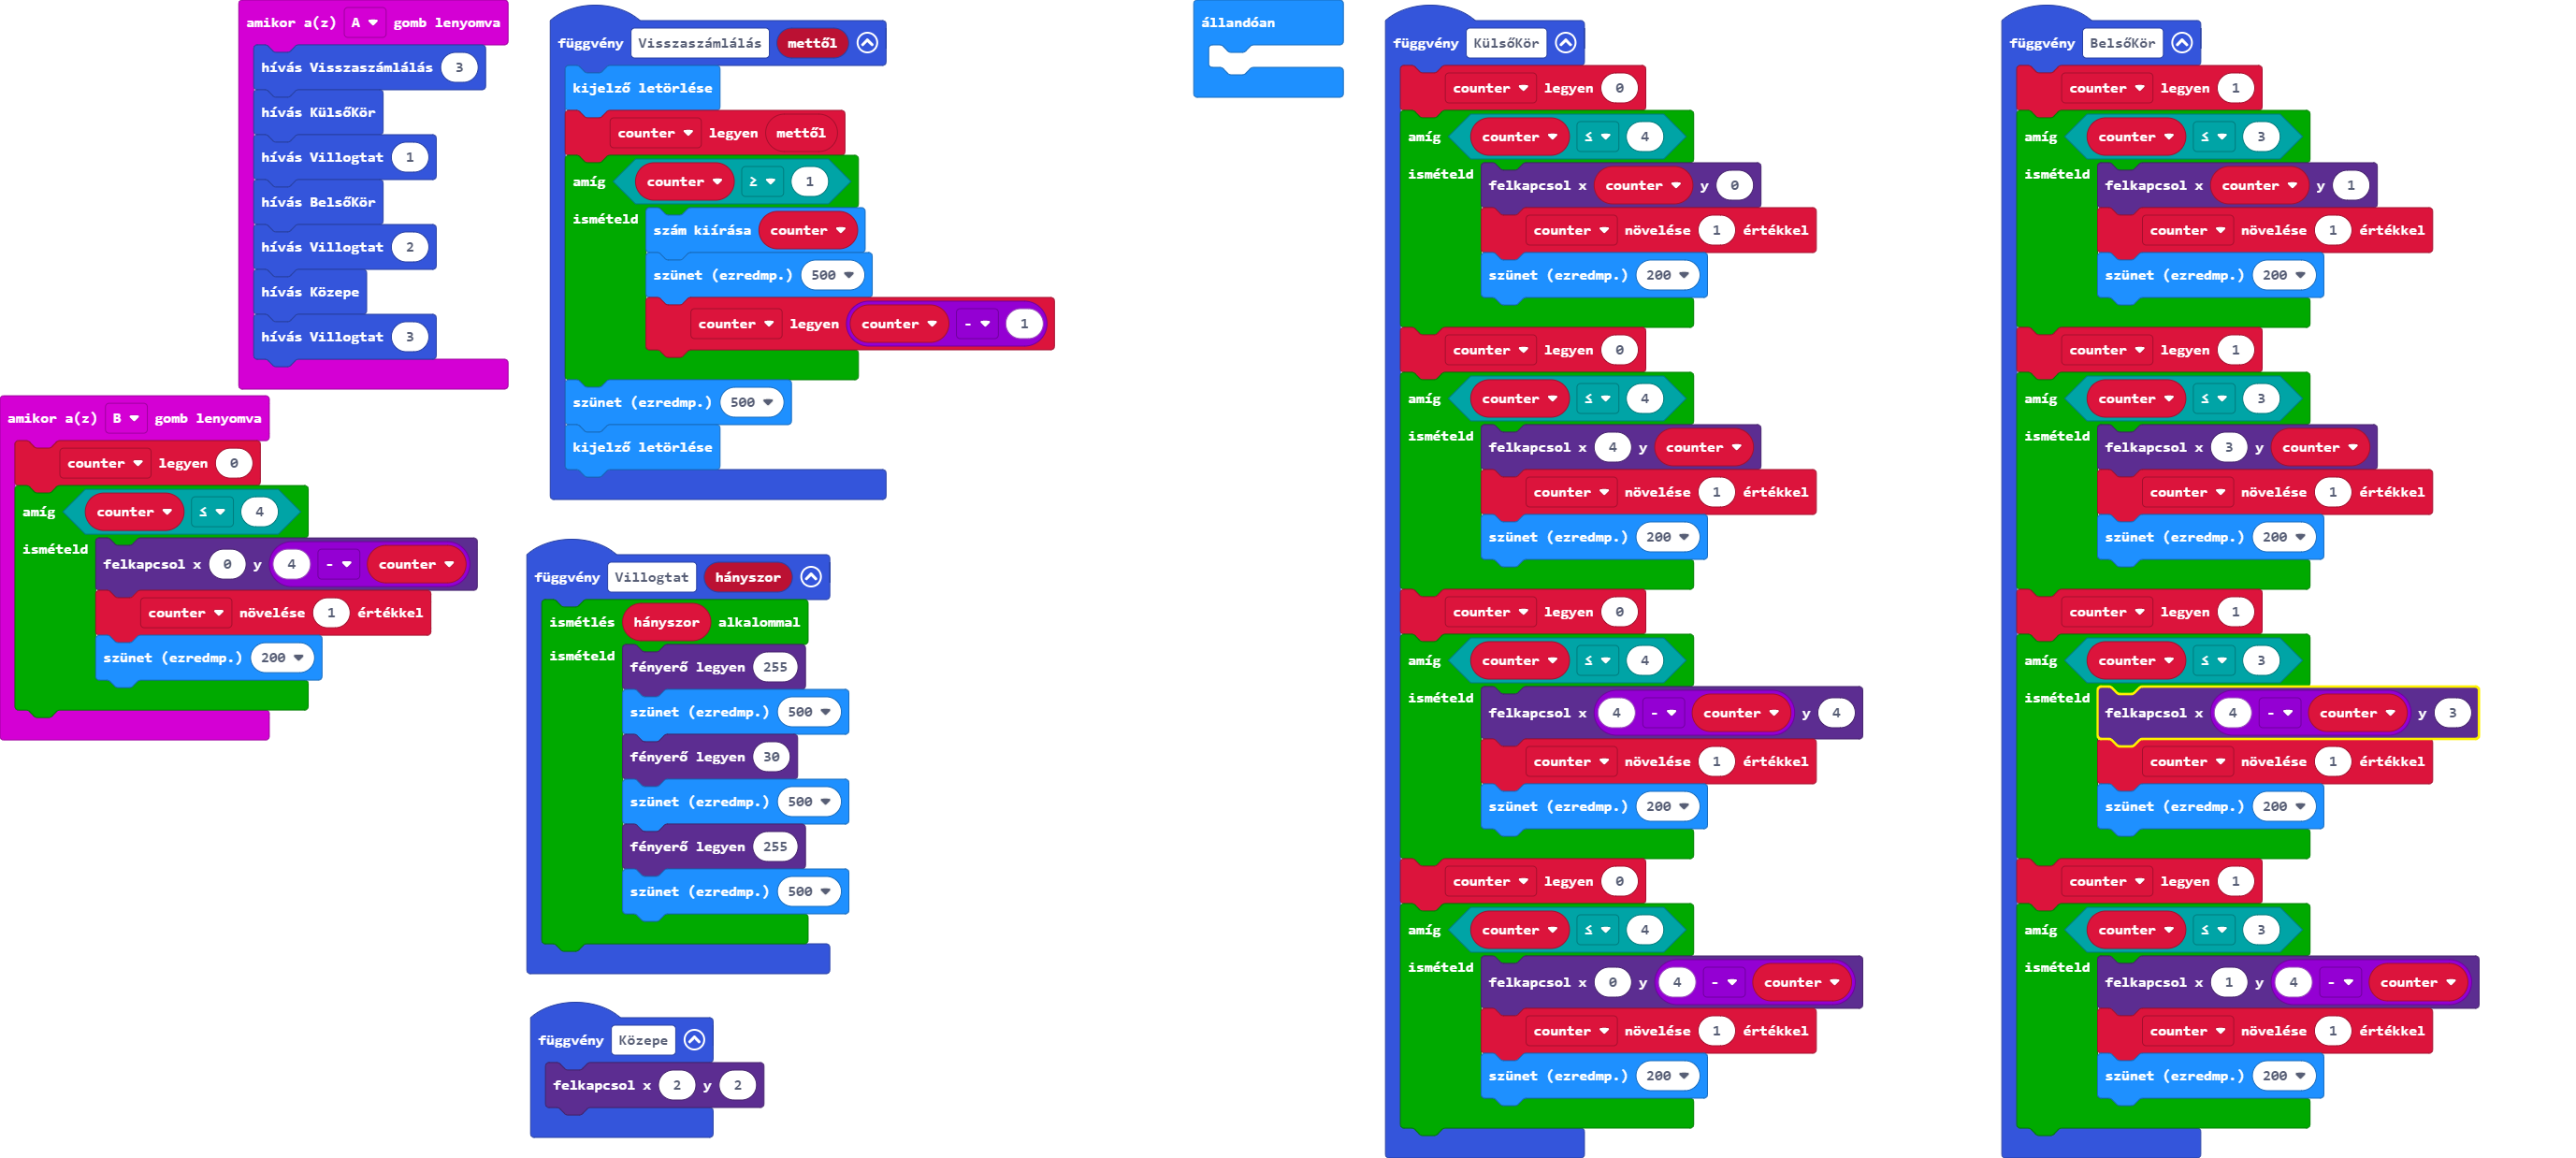 amikor a(z) A gomb lenyomva
hívás Visszaszámlálás 3
hívás KülsőKör
hívás Villogtat 1
hívás BelsőKör
hívás Villogtat 2
hívás Közepe
hívás Villogtat 3
amikor a(z) B gomb lenyomva
counter legyen 0
amíg counter ≤ 4
ismételd
felkapcsol x 0 y 4 - counter
counter növelése 1 értékkel
szünet (ezredmp.) 200
függvény Visszaszámlálás mettől
kijelző letörlése
counter legyen mettől
amíg counter ≥ 1
ismételd
szám kiírása counter
szünet (ezredmp.) 500
counter legyen counter - 1
szünet (ezredmp.) 500
kijelző letörlése
függvény Villogtat hányszor
ismétlés hányszor alkalommal
ismételd
fényerő legyen 255
szünet (ezredmp.) 500
fényerő legyen 30
szünet (ezredmp.) 500
fényerő legyen 255
szünet (ezredmp.) 500
függvény Közepe
felkapcsol x 2 y 2
állandóan
függvény KülsőKör
counter legyen 0
amíg counter ≤ 4
ismételd
felkapcsol x counter y 0
counter növelése 1 értékkel
szünet (ezredmp.) 200
counter legyen 0
amíg counter ≤ 4
ismételd
felkapcsol x 4 y counter
counter növelése 1 értékkel
szünet (ezredmp.) 200
counter legyen 0
amíg counter ≤ 4
ismételd
felkapcsol x 4 - counter y 4
counter növelése 1 értékkel
szünet (ezredmp.) 200
counter legyen 0
amíg counter ≤ 4
ismételd
felkapcsol x 0 y 4 - counter
counter növelése 1 értékkel
szünet (ezredmp.) 200
függvény BelsőKör
counter legyen 1
amíg counter ≤ 3
ismételd
felkapcsol x counter y 1
counter növelése 1 értékkel
szünet (ezredmp.) 200
counter legyen 1
amíg counter ≤ 3
ismételd
felkapcsol x 3 y counter
counter növelése 1 értékkel
szünet (ezredmp.) 200
counter legyen 1
amíg counter ≤ 3
ismételd
felkapcsol x 4 - counter y 3
counter növelése 1 értékkel
szünet (ezredmp.) 200
counter legyen 1
amíg counter ≤ 3
ismételd
felkapcsol x 1 y 4 - counter
counter növelése 1 értékkel
szünet (ezredmp.) 200